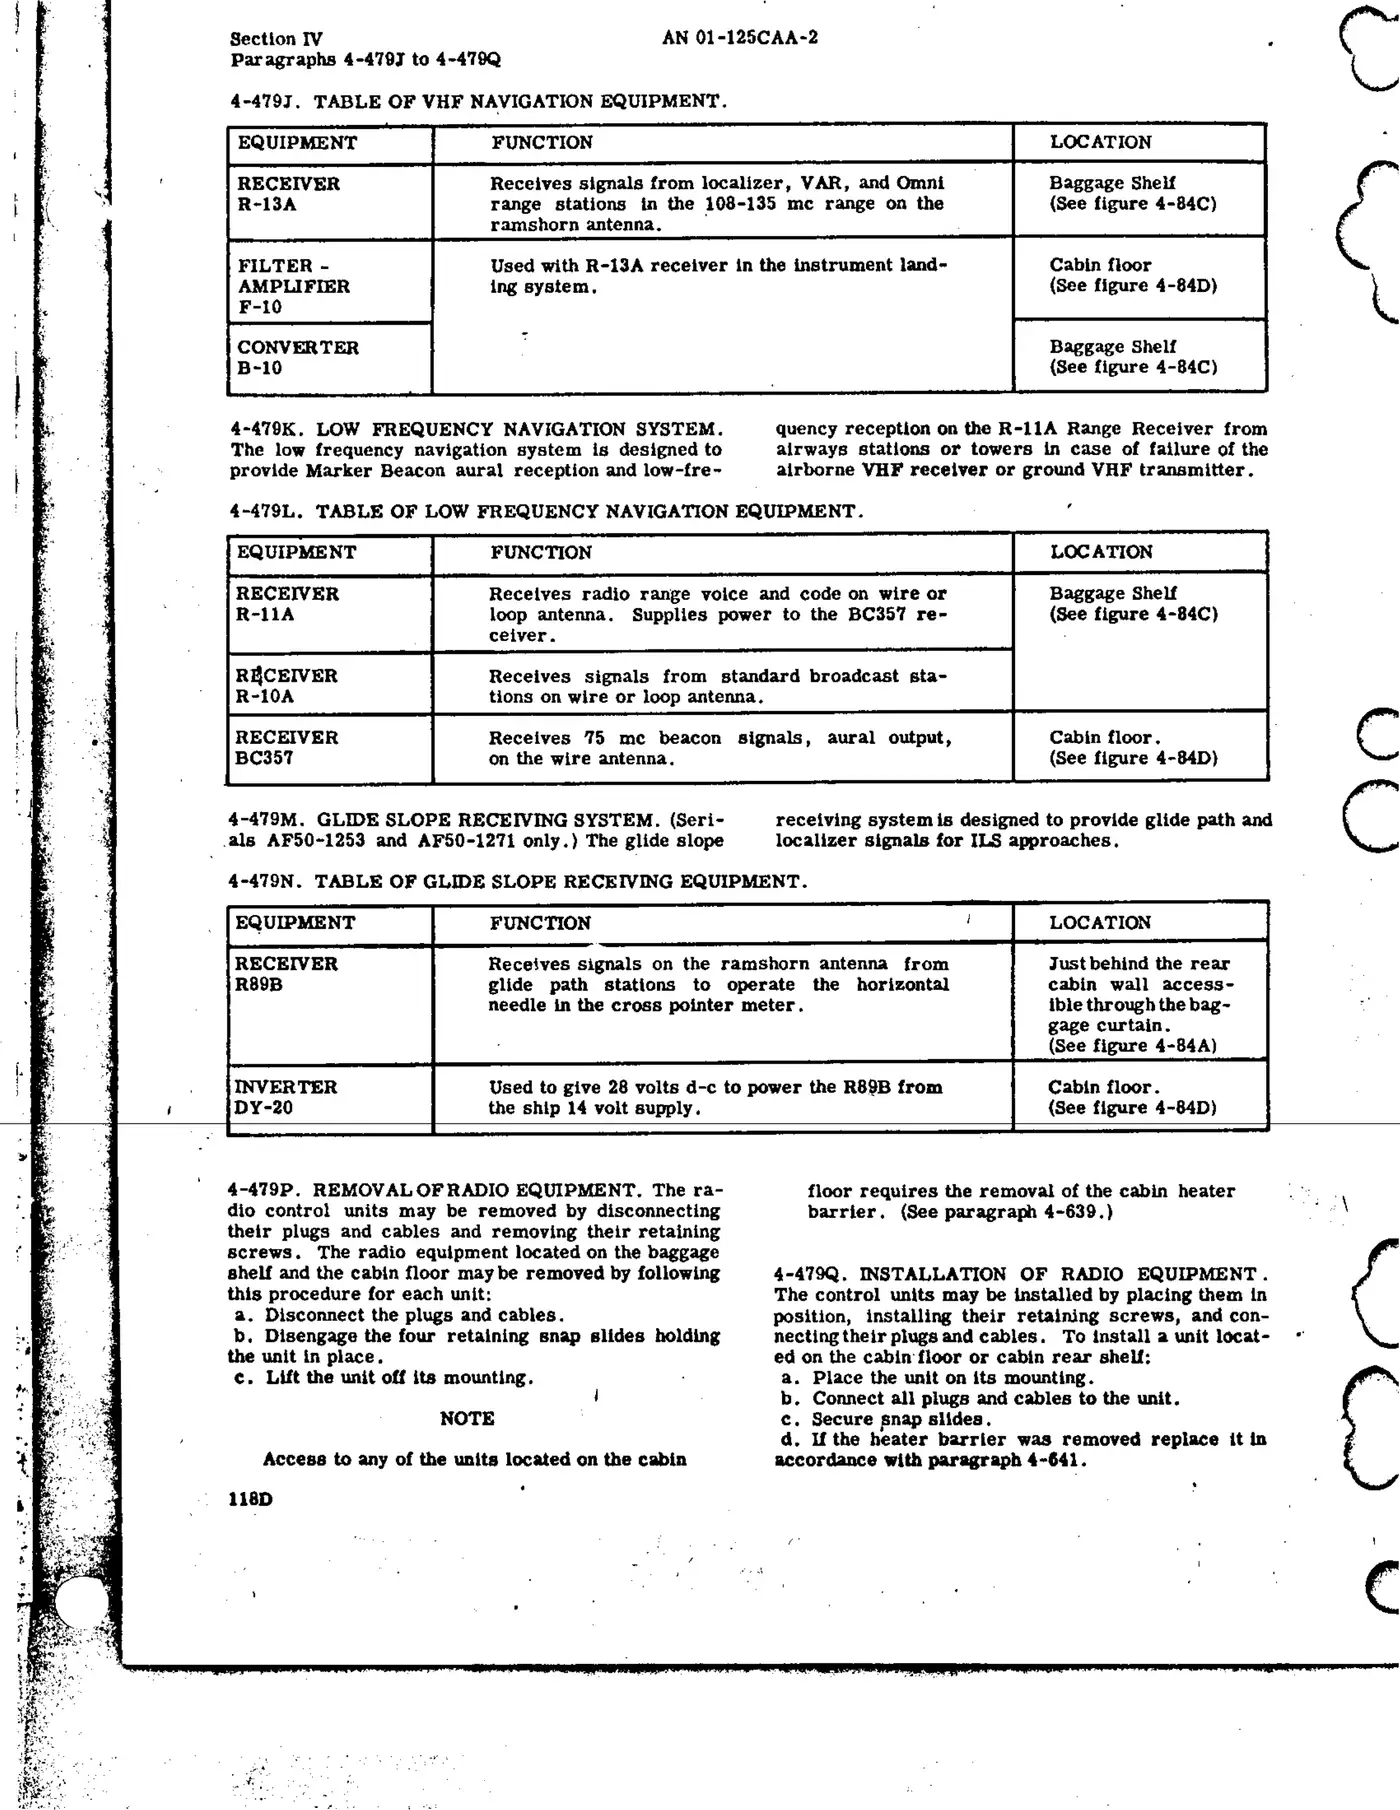 Section IV
AN 01-125CAA-2
Paragraphs 4-479J to 4-479Q
4-479J. TABLE OF VHF NAVIGATION EQUIPMENT.
EQUIPMENT
FUNCTION
LOCATION
RECEIVER
R-13A
Receives signals from localizer, VAR, and Omni
range stations in the 108-135 mc range on the
ramshorn antenna.
Baggage Shelf
(See figure 4-84C)
FILTER -
AMPLIFIER
F-10
Used with R-13A receiver in the instrument land-
ing system.
Cabin floor
(See figure 4-84D)
CONVERTER
B-10
Baggage Shelf
(See figure 4-84C)
4-479K. LOW FREQUENCY NAVIGATION SYSTEM.
The low frequency navigation system is designed to
provide Marker Beacon aural reception and low-fre-
quency reception on the R-11A Range Receiver from
airways stations or towers in case of failure of the
airborne VHF receiver or ground VHF transmitter.
4-479L. TABLE OF LOW FREQUENCY NAVIGATION EQUIPMENT.
EQUIPMENT
FUNCTION
LOCATION
RECEIVER
R-11A
Receives radio range voice and code on wire or
loop antenna. Supplies power to the BC357 re-
ceiver.
Baggage Shelf
(See figure 4-84C)
RECEIVER
R-10A
Receives signals from standard broadcast sta-
tions on wire or loop antenna.
RECEIVER
BC357
Receives 75 mc beacon signals, aural output,
on the wire antenna.
Cabin floor.
(See figure 4-84D)
4-479M. GLIDE SLOPE RECEIVING SYSTEM. (Seri-
als AF50-1253 and AF50-1271 only.) The glide slope
receiving system is designed to provide glide path and
localizer signals for ILS approaches.
4-479N. TABLE OF GLIDE SLOPE RECEIVING EQUIPMENT.
EQUIPMENT
FUNCTION
LOCATION
RECEIVER
R89B
Receives signals on the ramshorn antenna from
glide path stations to operate the horizontal
needle in the cross pointer meter.
Just behind the rear
cabin wall access-
ible through the bag-
gage curtain.
(See figure 4-84A)
INVERTER
DY-20
Used to give 28 volts d-c to power the R89B from
the ship 14 volt supply.
Cabin floor.
(See figure 4-84D)
4-479P. REMOVAL OF RADIO EQUIPMENT. The ra-
dio control units may be removed by disconnecting
their plugs and cables and removing their retaining
screws. The radio equipment located on the baggage
shelf and the cabin floor may be removed by following
this procedure for each unit:
a. Disconnect the plugs and cables.
b. Disengage the four retaining snap slides holding
the unit in place.
c. Lift the unit off its mounting.
NOTE
Access to any of the units located on the cabin
floor requires the removal of the cabin heater
barrier. (See paragraph 4-639.)
4-479Q. INSTALLATION OF RADIO EQUIPMENT.
The control units may be installed by placing them in
position, installing their retaining screws, and con-
necting their plugs and cables. To install a unit locat-
ed on the cabin floor or cabin rear shelf:
a. Place the unit on its mounting.
b. Connect all plugs and cables to the unit.
c. Secure snap slides.
d. If the heater barrier was removed replace it in
accordance with paragraph 4-641.
118D